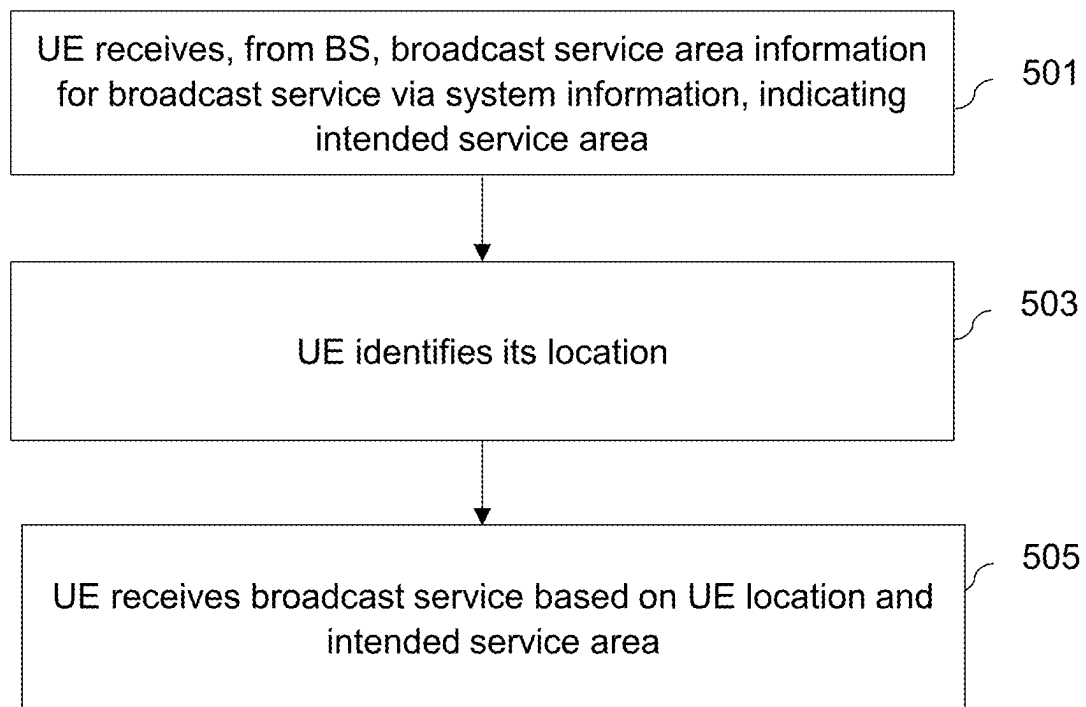 UE receives, from BS, broadcast service area information
for broadcast service via system information, indicating
intended service area
501
UE identifies its location
503
UE receives broadcast service based on UE location and
intended service area
505